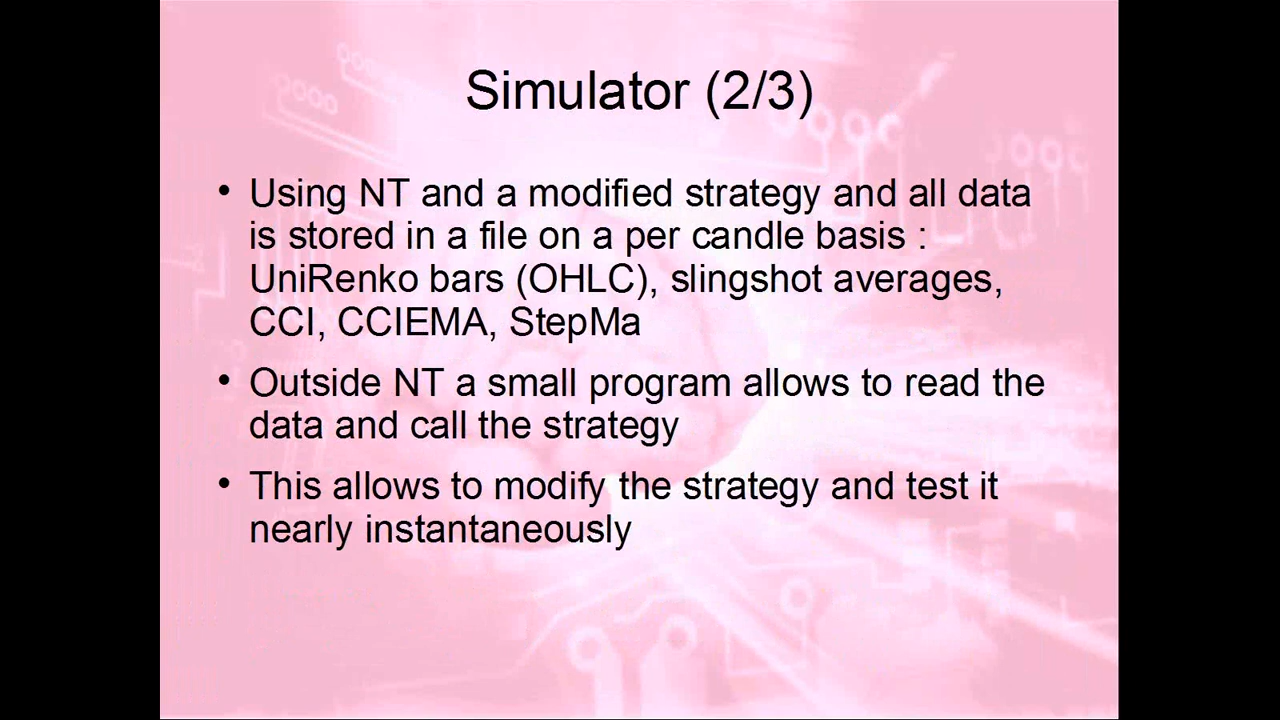 Simulator (2/3)
• Using NT and a modified strategy and all data
is stored in a file on a per candle basis :
UniRenko bars (OHLC), slingshot averages,
CCI, CCIEMA, StepMa
• Outside NT a small program allows to read the
data and call the strategy
• This allows to modify the strategy and test it
nearly instantaneously